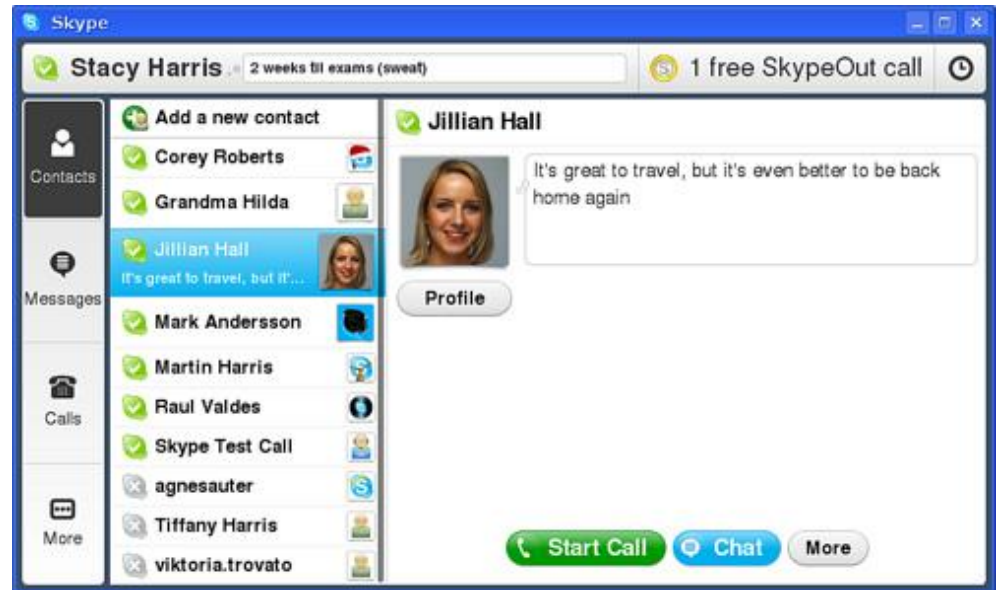 Skype
Stacy Harris
2 weeks til exams (sweat)
1 free SkypeOut call
Contacts
Messages
Calls
More
Add a new contact
Corey Roberts
Grandma Hilda
Jillian Hall
It's great to travel, but it'...
Mark Andersson
Martin Harris
Raul Valdes
Skype Test Call
agnesauter
Tiffany Harris
viktoria.trovato
Jillian Hall
It's great to travel, but it's even better to be back
home again
Profile
Start Call
Chat
More